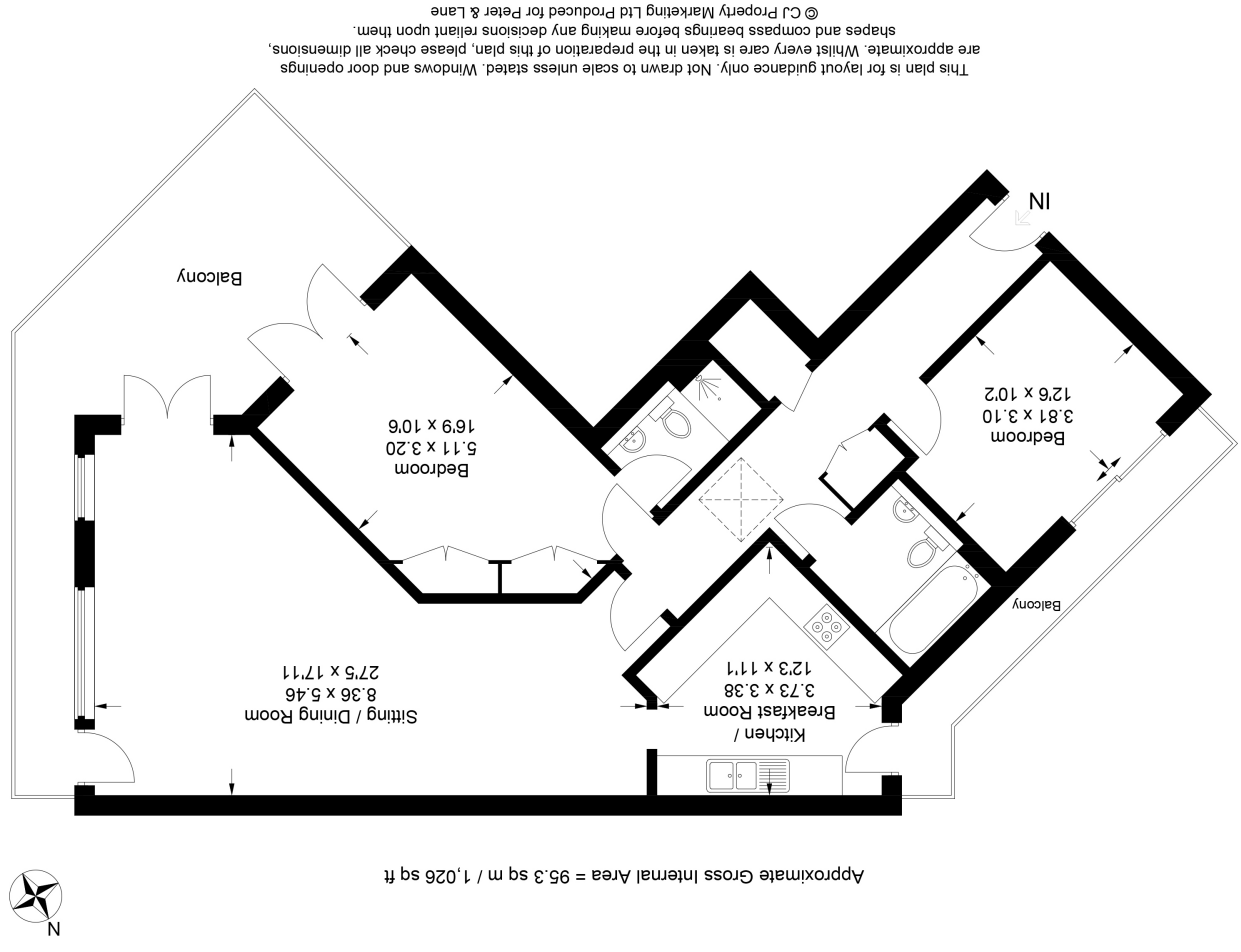 N
Approximate Gross Internal Area = 95.3 sq m / 1,026 sq ft
Kitchen /
Breakfast Room
3.73 x 3.38
12'3 x 11'1
Sitting / Dining Room
8.36 x 5.46
27'5 x 17'11
Balcony
Bedroom
5.11 x 3.20
16'9 x 10'6
Bedroom
3.81 x 3.10
12'6 x 10'2
Balcony
IN
This plan is for layout guidance only. Not drawn to scale unless stated. Windows and door openings
are approximate. Whilst every care is taken in the preparation of this plan, please check all dimensions,
shapes and compass bearings before making any decisions reliant upon them.
© CJ Property Marketing Ltd Produced for Peter & Lane